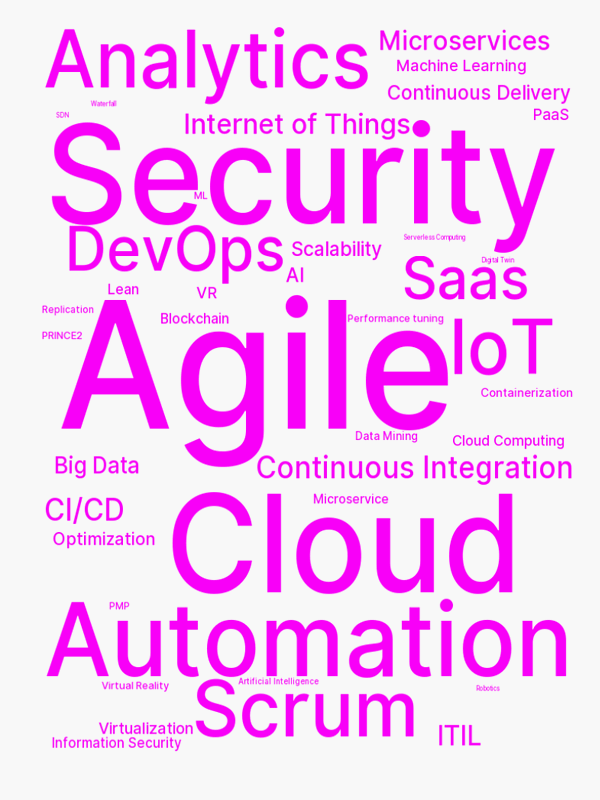 Analytics
Microservices
Machine Learning
Continuous Delivery
Waterfall
SDN
PaaS
Internet of Things
Security
ML
DevOps
Scalability
Serverless Computing
Digital Twin
AI
Saas
Lean
VR
Replication
Blockchain
Performance tuning
PRINCE2
Agile
IoT
Containerization
Data Mining
Cloud Computing
Big Data
Continuous Integration
CI/CD
Microservice
Cloud
Optimization
PMP
Automation
Virtual Reality
Artificial Intelligence
Robotics
Scrum
Virtualization
ITIL
Information Security